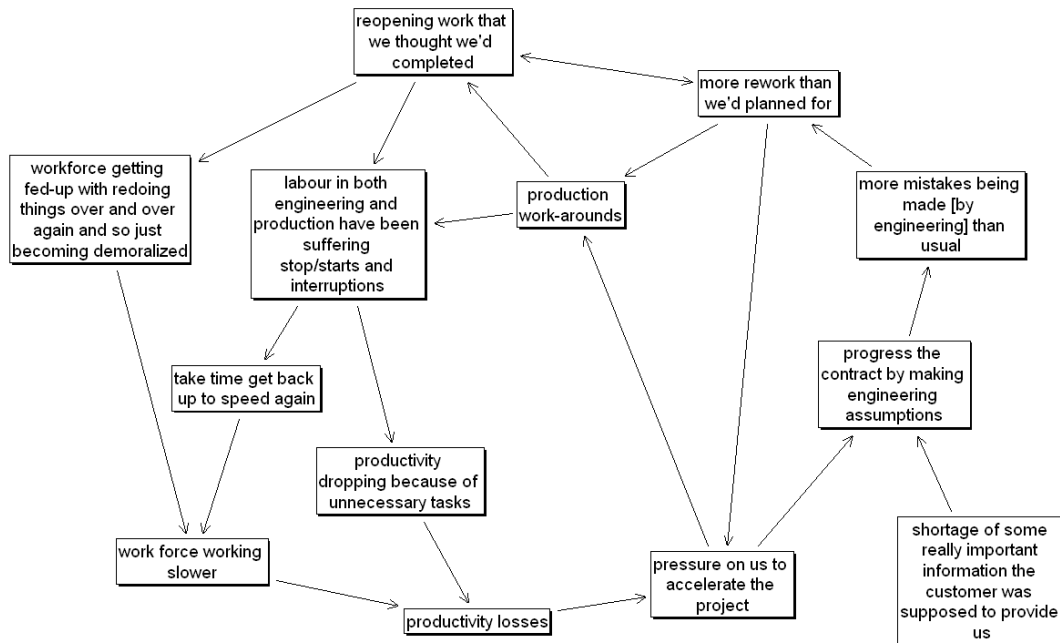 reopening work that
we thought we'd
completed
more rework than
we'd planned for
workforce getting
fed-up with redoing
things over and over
again and so just
becoming demoralized
labour in both
engineering and
production have been
suffering
stop/starts and
interruptions
production
work-arounds
more mistakes being
made [by
engineering] than
usual
progress the
contract by making
engineering
assumptions
take time get back
up to speed again
productivity
dropping because of
unnecessary tasks
work force working
slower
pressure on us to
accelerate the
project
shortage of some
really important
information the
customer was
supposed to provide
us
productivity losses